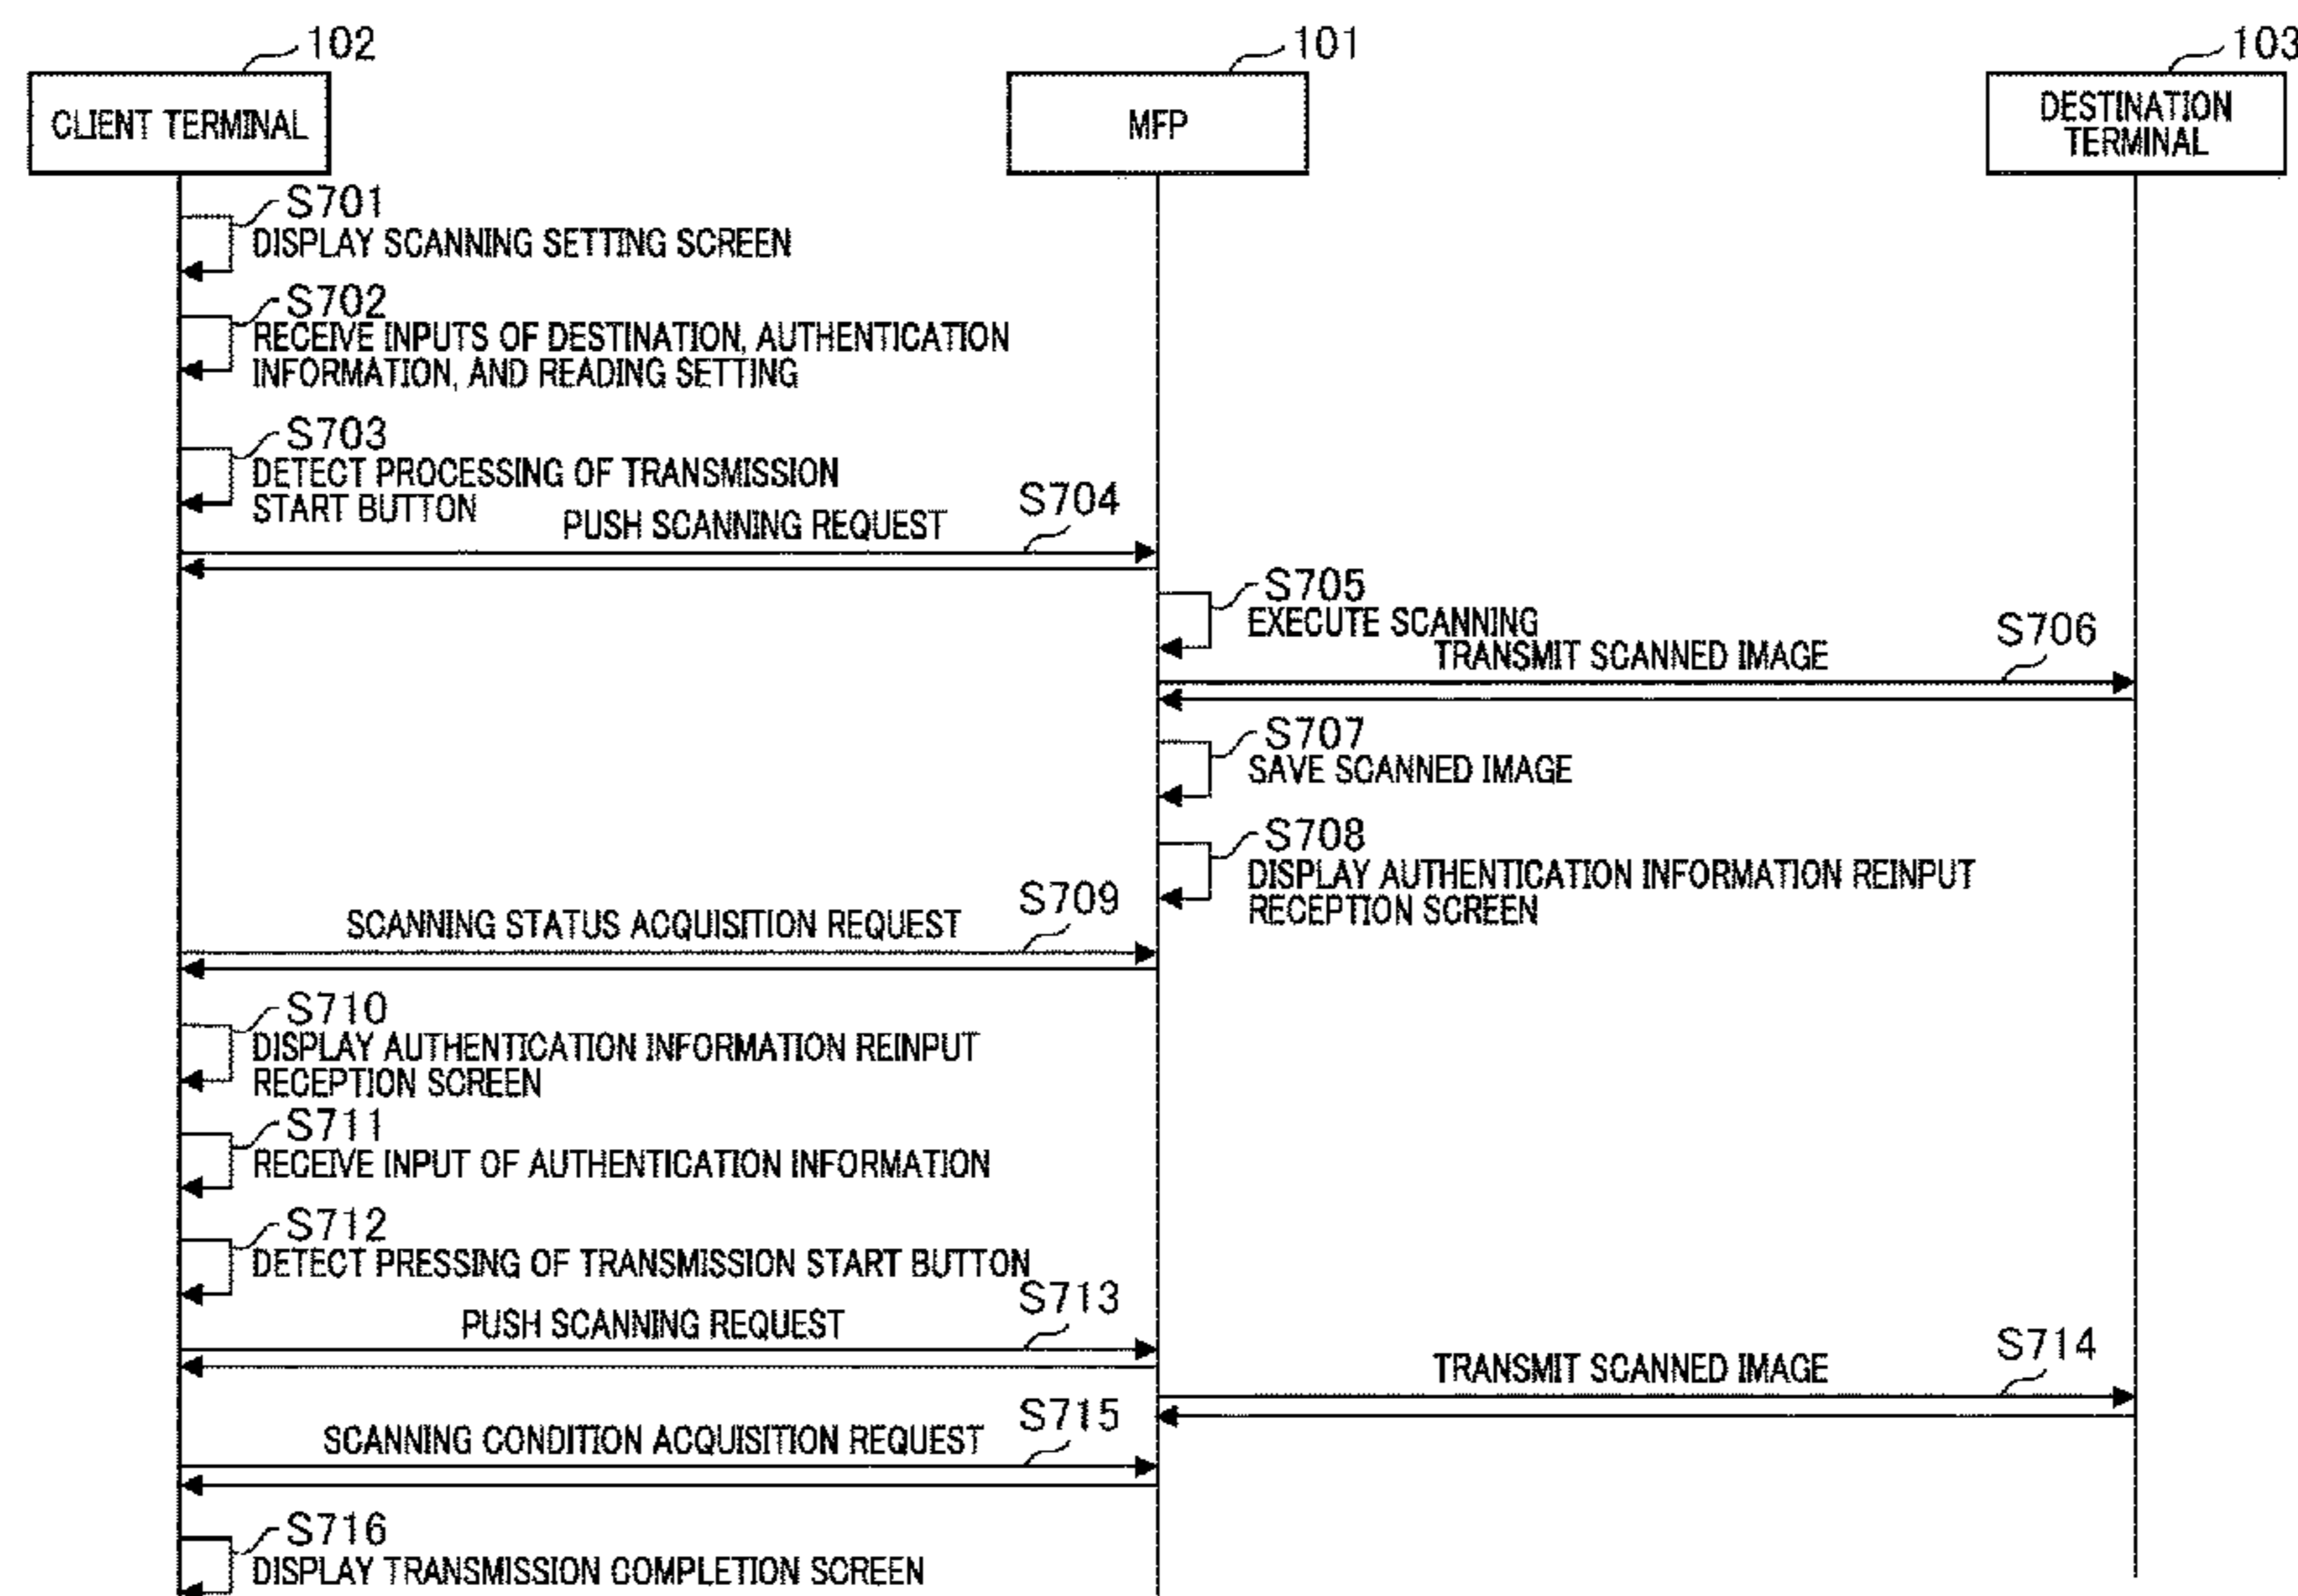 102
101
103
CLIENT TERMINAL
MFP
DESTINATION
TERMINAL
S701
DISPLAY SCANNING SETTING SCREEN
S702
RECEIVE INPUTS OF DESTINATION, AUTHENTICATION
INFORMATION, AND READING SETTING
S703
DETECT PROCESSING OF TRANSMISSION
START BUTTON
PUSH SCANNING REQUEST
S704
S705
EXECUTE SCANNING
TRANSMIT SCANNED IMAGE
S706
S707
SAVE SCANNED IMAGE
S708
DISPLAY AUTHENTICATION INFORMATION REINPUT
RECEPTION SCREEN
SCANNING STATUS ACQUISITION REQUEST
S709
S710
DISPLAY AUTHENTICATION INFORMATION REINPUT
RECEPTION SCREEN
S711
RECEIVE INPUT OF AUTHENTICATION INFORMATION
S712
DETECT PRESSING OF TRANSMISSION START BUTTON
PUSH SCANNING REQUEST
S713
TRANSMIT SCANNED IMAGE
S714
SCANNING CONDITION ACQUISITION REQUEST
S715
S716
DISPLAY TRANSMISSION COMPLETION SCREEN